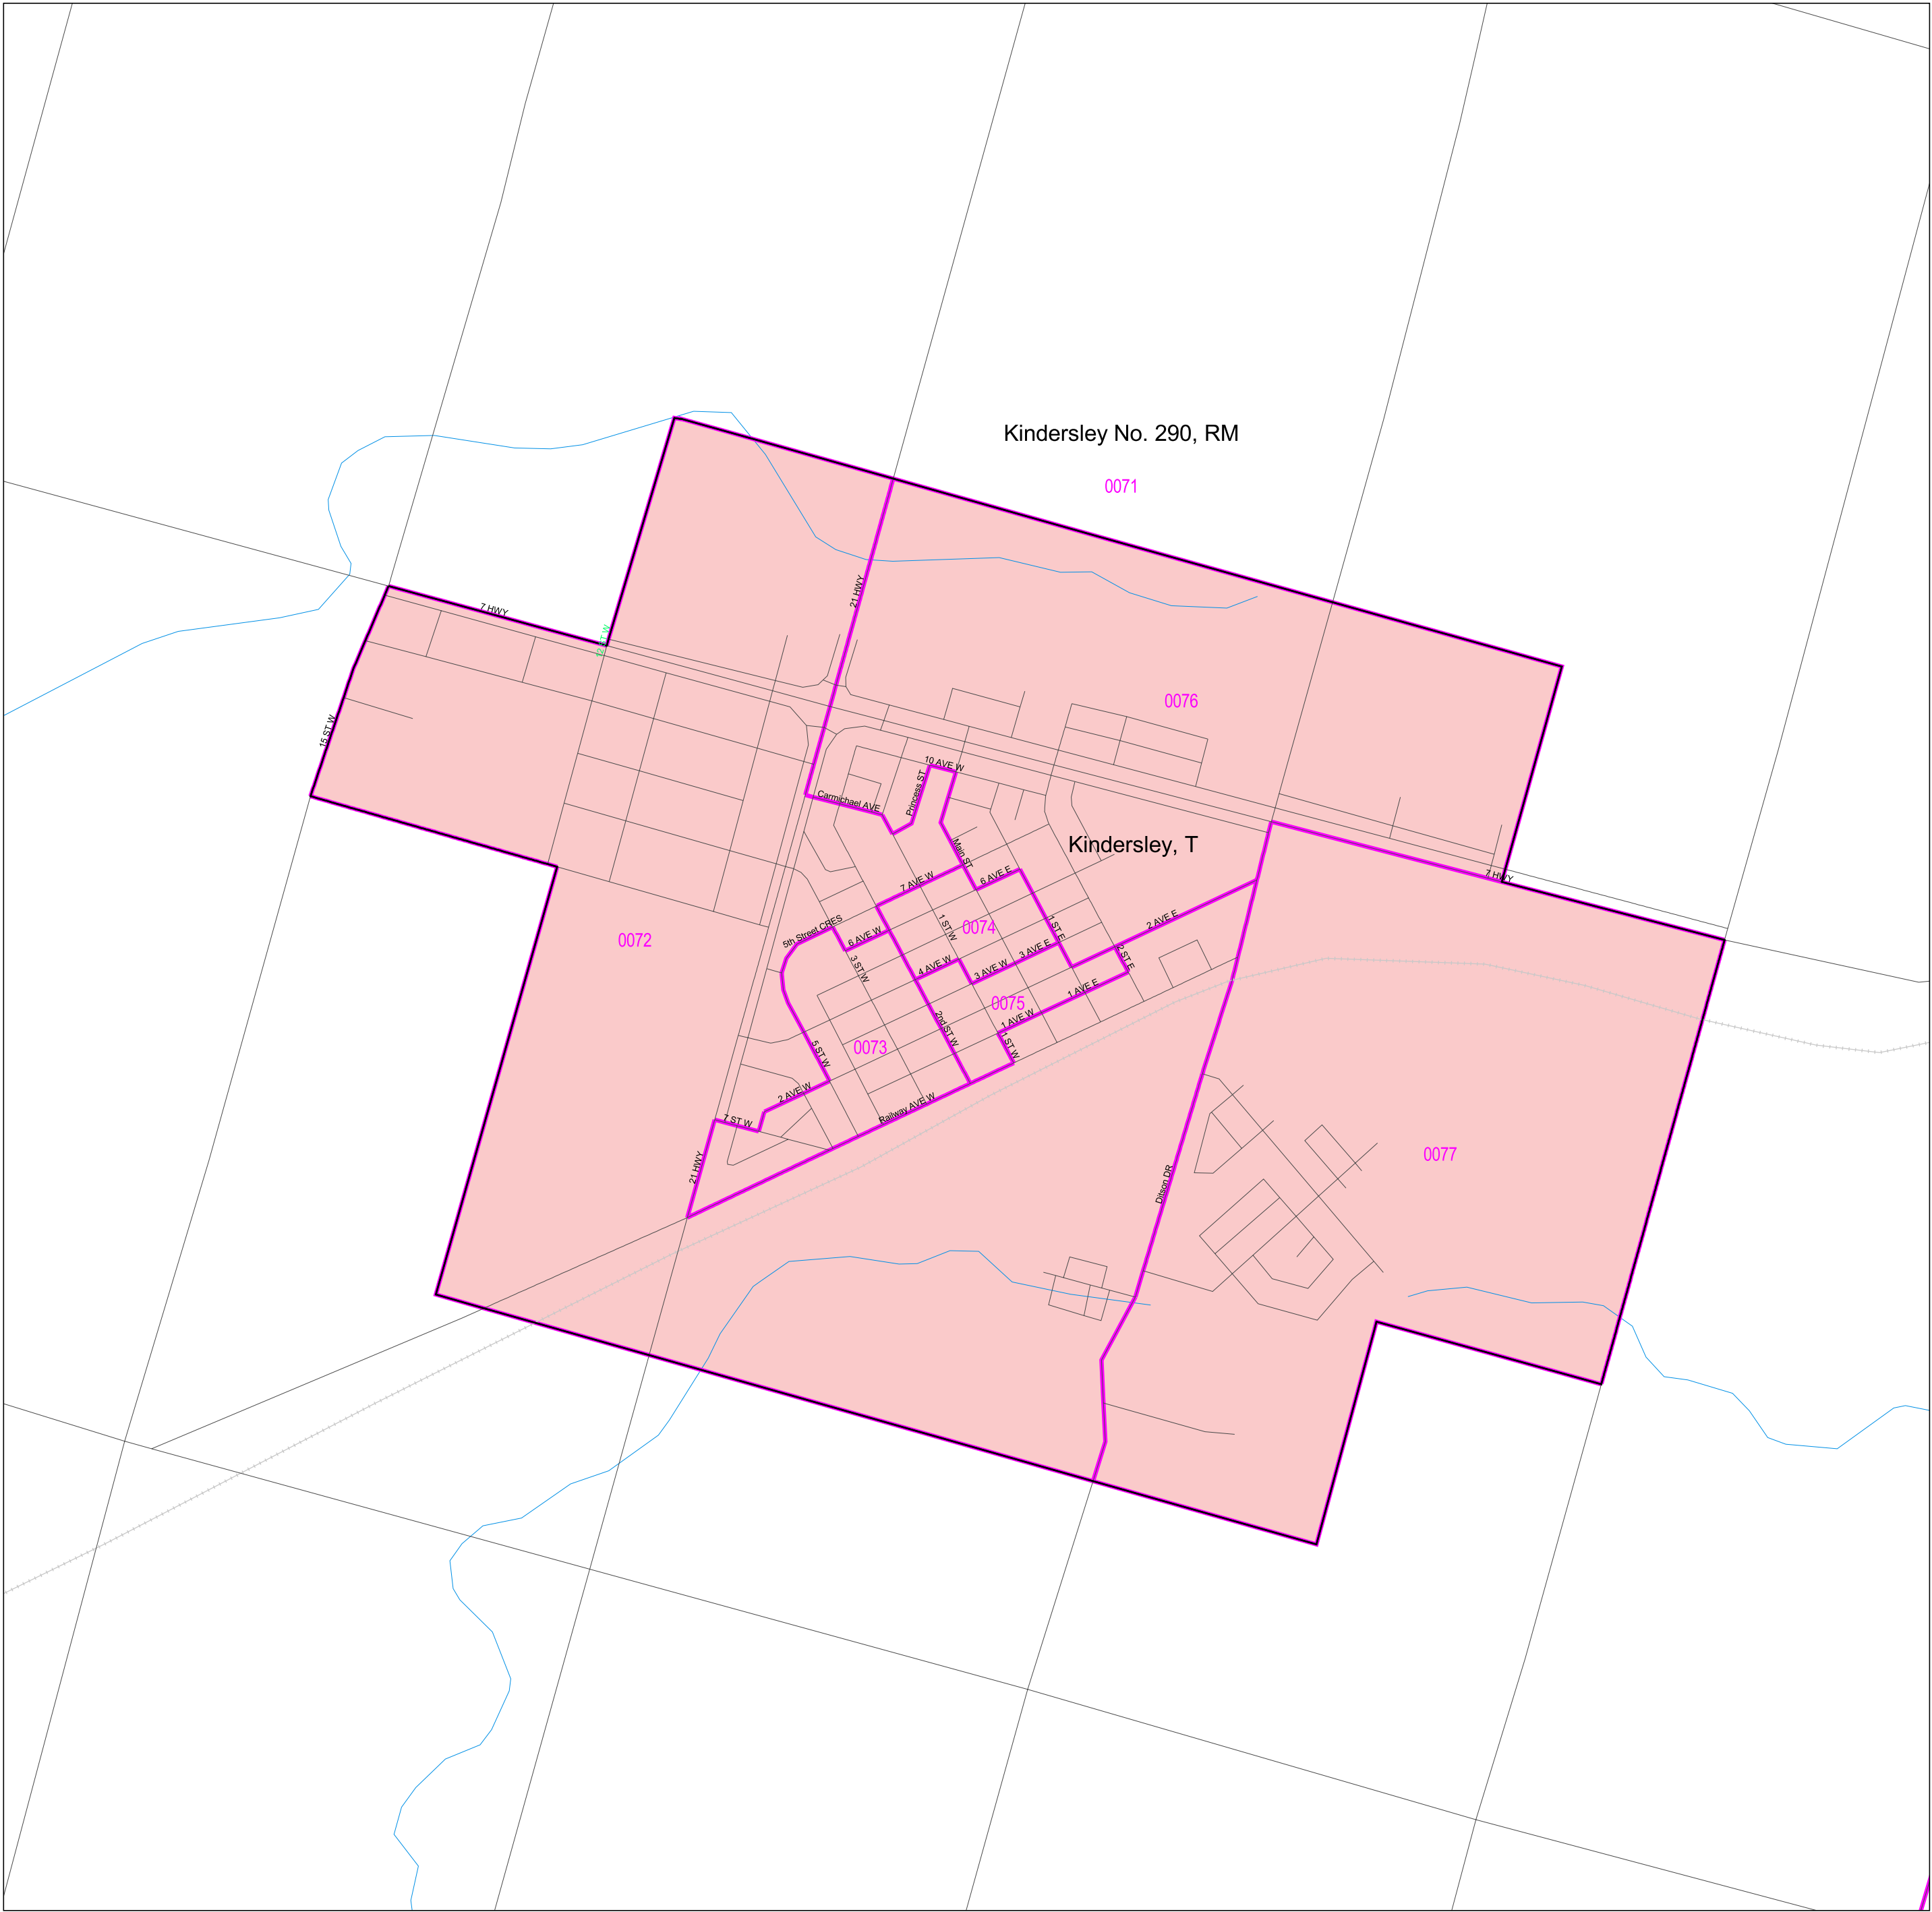 Kindersley No. 290, RM
0071
21 HWY
7 HWY
12 ST W
0076
15 ST W
10 AVE W
Princess ST
Carmichael AVE
Kindersley, T
Main ST
7 HWY
6 AVE E
7 AVE W
2 AVE E
1 ST W
0074
1 ST E
5th Street CRES
6 AVE W
0072
3 AVE E
2 ST E
4 AVE W
3 AVE W
3 ST W
1 AVE E
0075
1 AVE W
2nd ST W
1 ST W
0073
5 ST W
2 AVE W
Railway AVE W
7 ST W
0077
21 HWY
Ditson DR